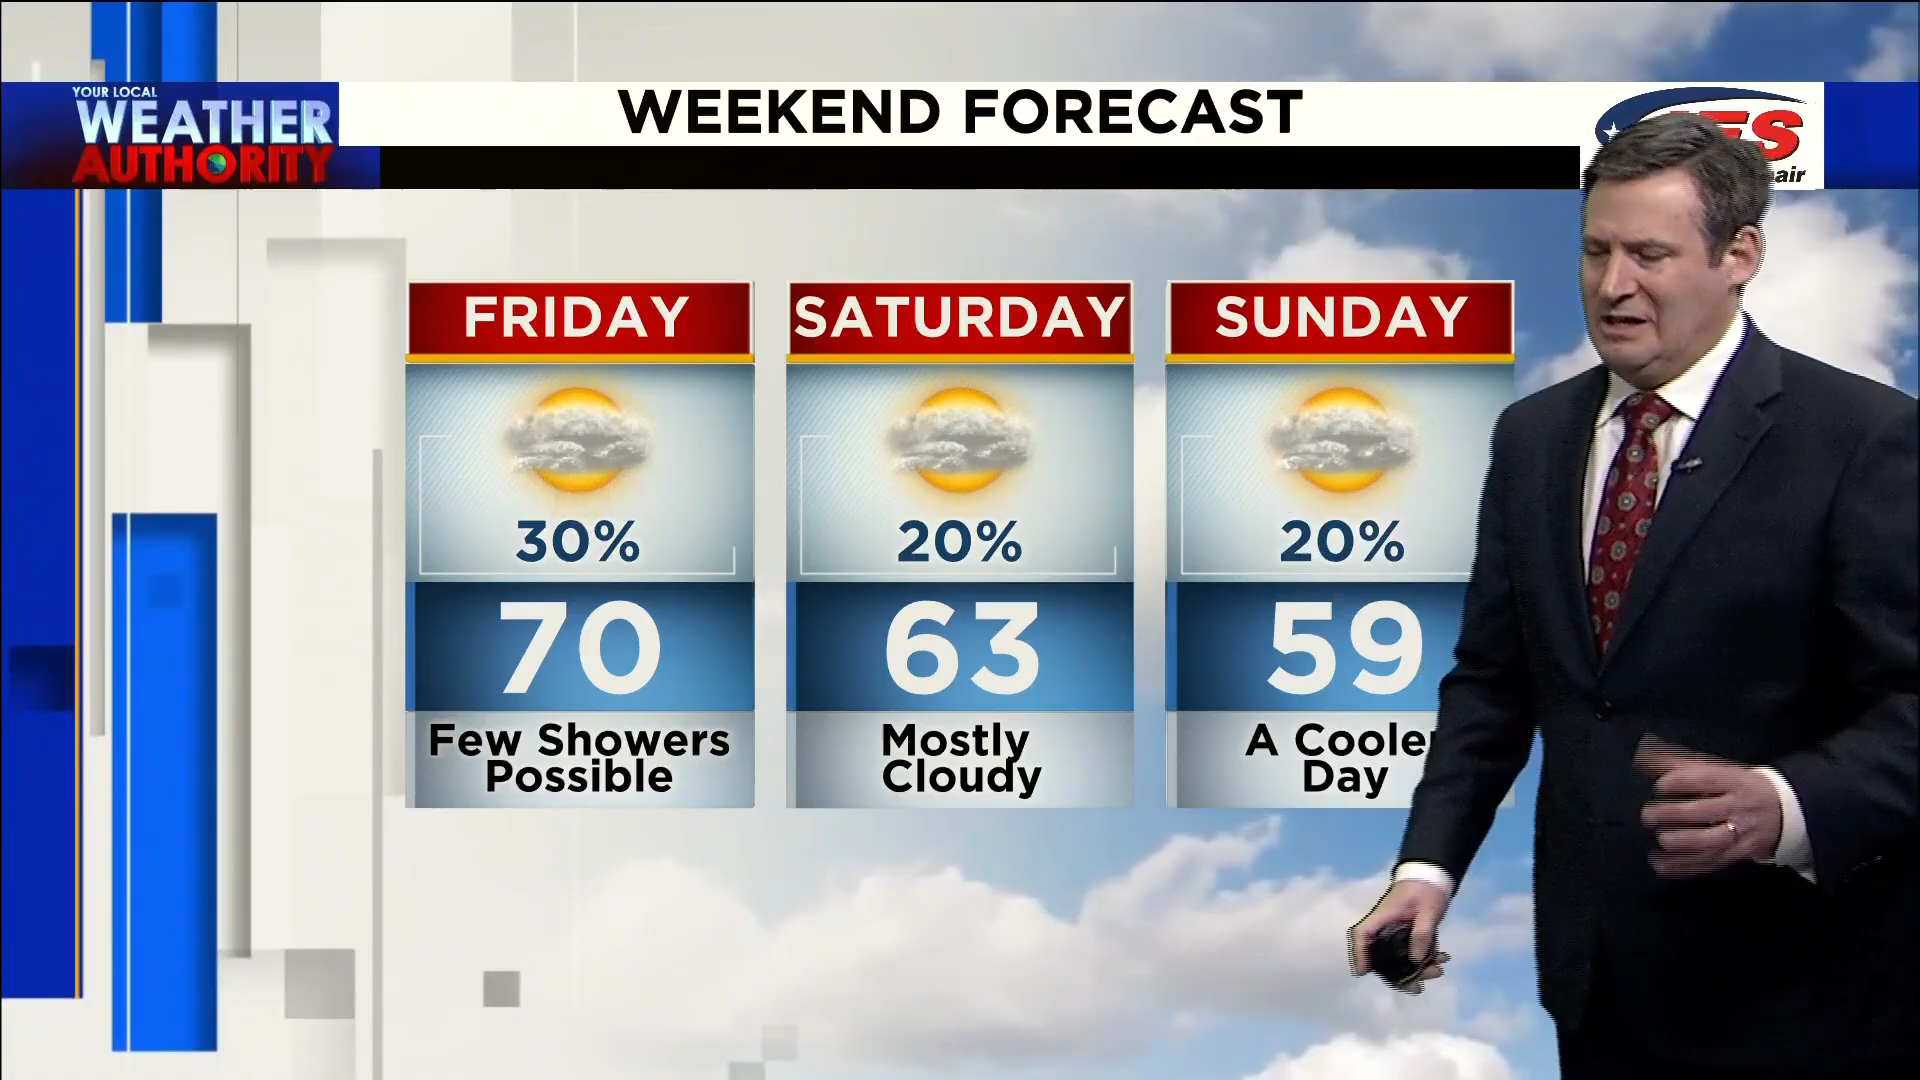 YOUR LOCAL
WEATHER
AUTHORITY
WEEKEND FORECAST
FRIDAY
30%
70
Few Showers
Possible
SATURDAY
20%
63
Mostly
Cloudy
SUNDAY
20%
59
A Cooler
Day